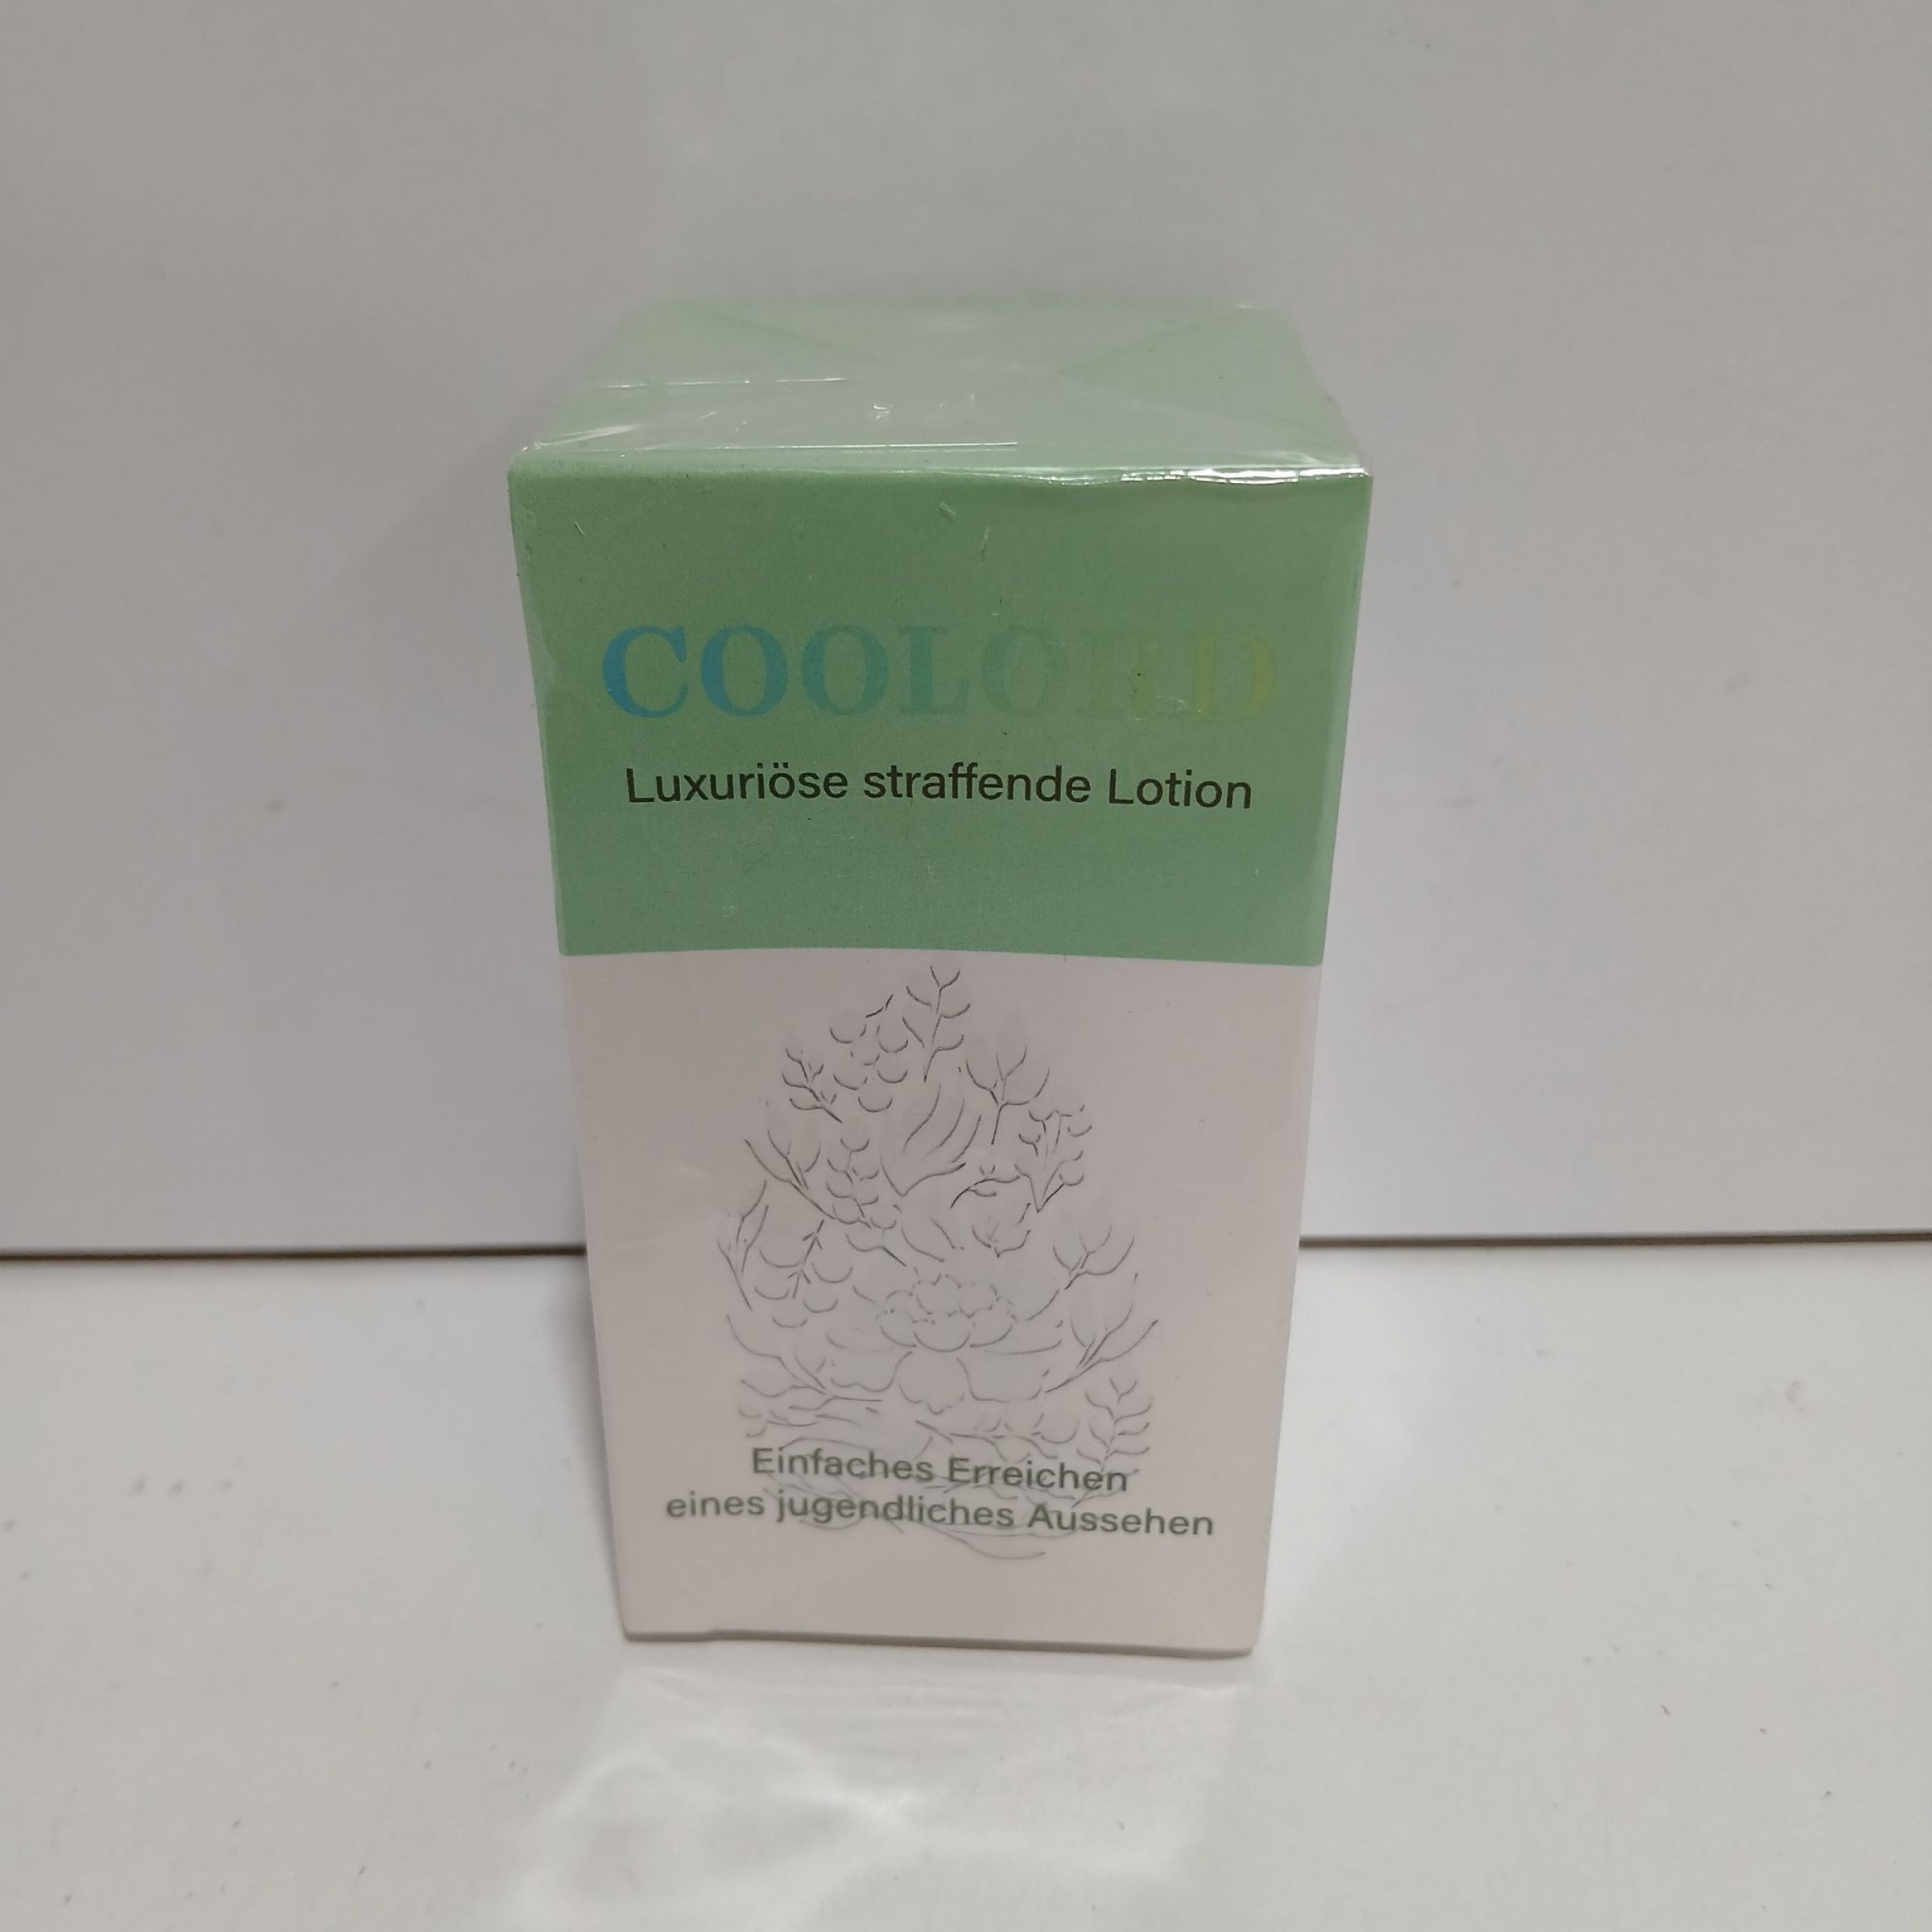 COOLORD
Luxuriöse straffende Lotion
Einfaches Erreichen
eines jugendliches Aussehen